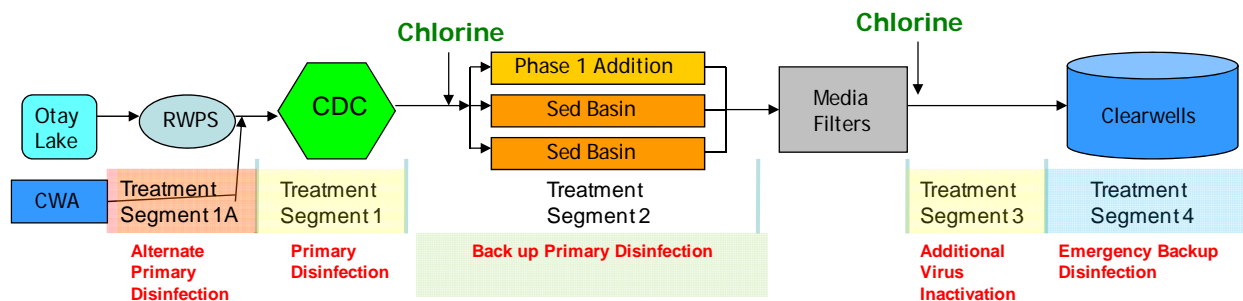 Chlorine
Chlorine
Otay
Lake
RWPS
CDC
Phase 1 Addition
Sed Basin
Sed Basin
Media
Filters
Clearwells
CWA
Treatment
Segment 1A
Treatment
Segment 1
Treatment
Segment 2
Treatment
Segment 3
Treatment
Segment 4
Alternate
Primary
Disinfection
Primary
Disinfection
Back up Primary Disinfection
Additional
Virus
Inactivation
Emergency Backup
Disinfection